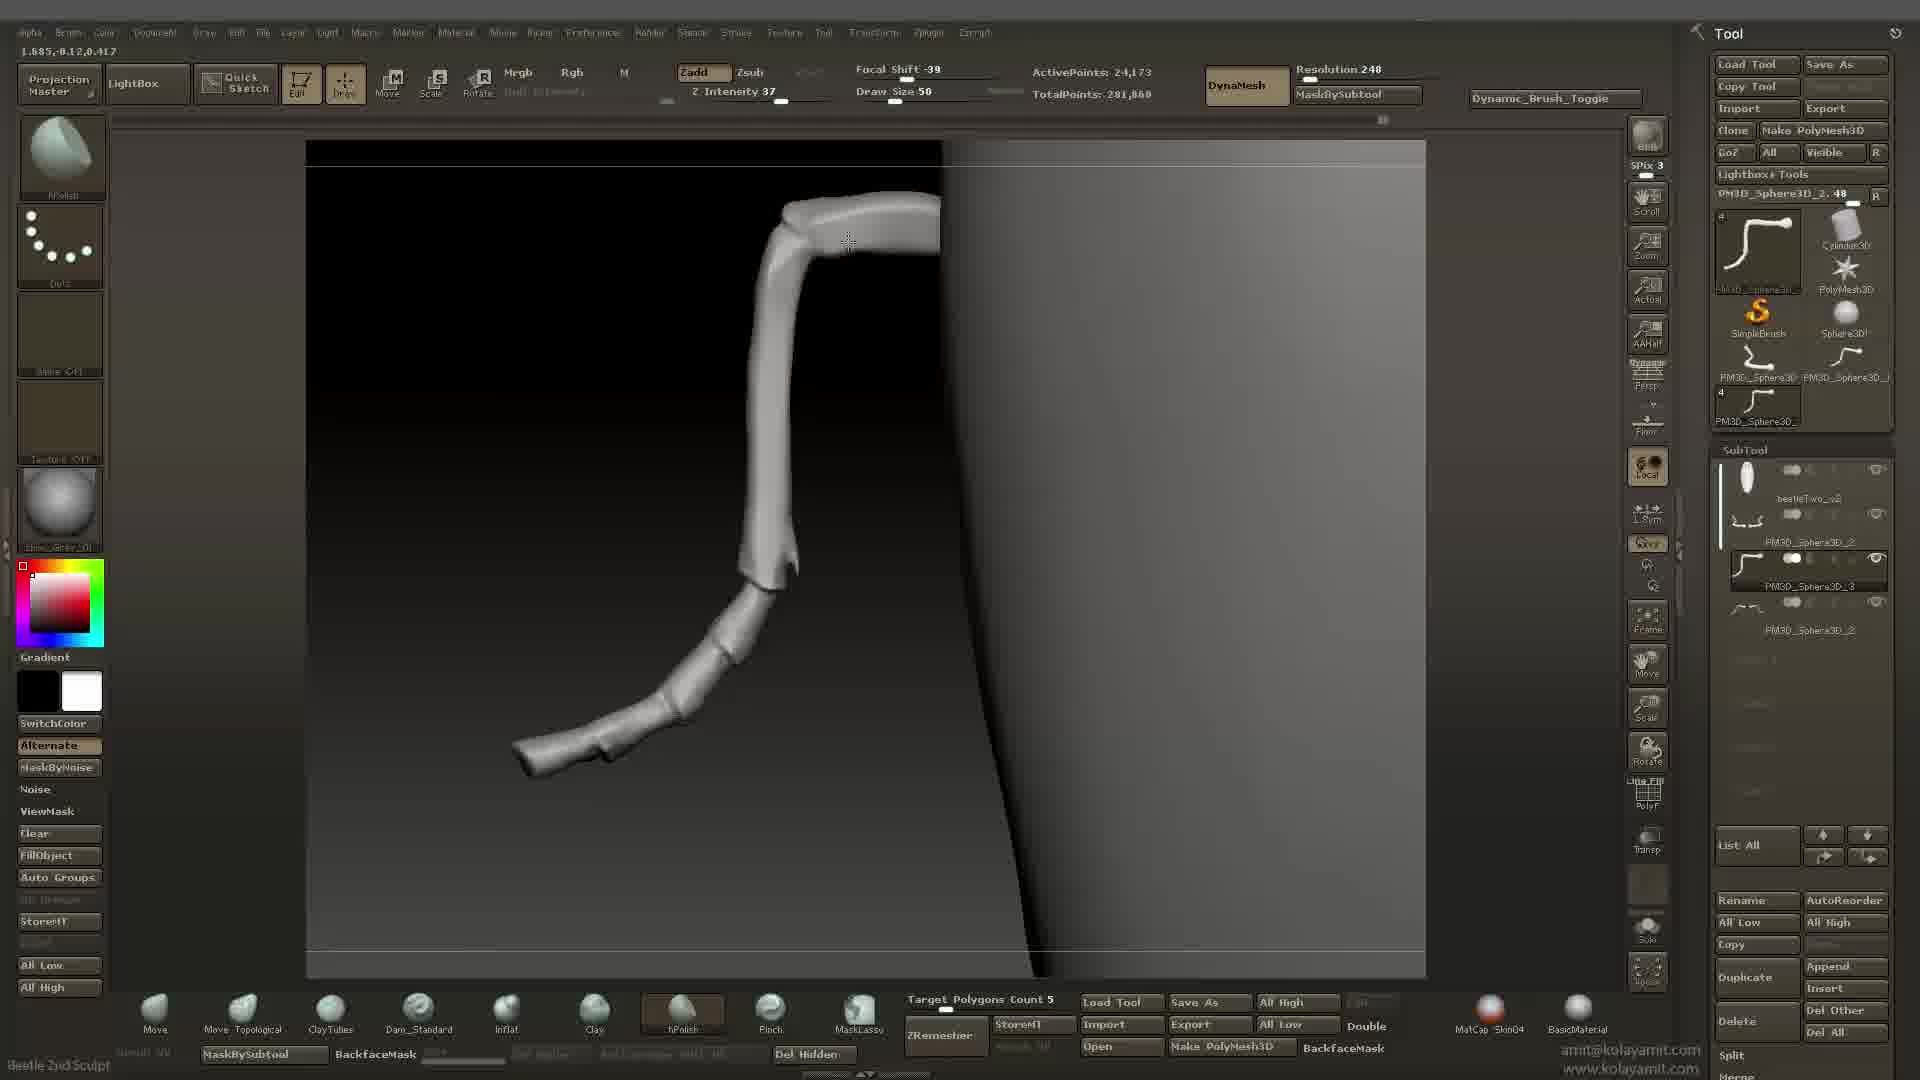 Alpha Brush Color Document Draw Edit File Layer Light Macro Marker Material Movie Picker Preferences Render Stencil Stroke Texture Tool Transform Zplugin Zscript
1.885,-0.12,0.417
Projection Master
LightBox
Quick Sketch
Edit
Draw
Move
Scale
Rotate
Mrgb Rgb M
Zadd Zsub
Z Intensity 37
Focal Shift -39
Draw Size 50
ActivePoints: 24,173
TotalPoints: 281,860
DynaMesh
Resolution 248
MaskBySubtool
Dynamic_Brush_Toggle
hPolish
Dots
Texture Off
Gradient
SwitchColor
Alternate
MaskByNoise
Noise
ViewMask
Clear
FillObject
Auto Groups
StoreMT
All Low
All High
SPix 3
Scroll
Zoom
Actual
AAHalf
Persp
Floor
Local
L.Sym
Frame
Move
Scale
Rotate
Line Fill
PolyF
Transp
Solo
Tool
Load Tool Save As
Copy Tool
Import Export
Clone Make PolyMesh3D
GoZ All Visible R
Lightbox▸Tools
PM3D_Sphere3D_2. 48 R
4
Cylinder3D
PM3D_Sphere3D_
PolyMesh3D
SimpleBrush
Sphere3D
PM3D_Sphere3D PM3D_Sphere3D_
4
PM3D_Sphere3D_
SubTool
beetleTwo_v2
PM3D_Sphere3D_2
PM3D_Sphere3D_3
PM3D_Sphere3D_2
List All
Rename AutoReorder
All Low All High
Copy
Duplicate
Append
Insert
Delete
Del Other
Del All
Split
Merge
Move
Move Topological
ClayTubes
Dam_Standard
Inflat
Clay
hPolish
Pinch
MaskLasso
MaskBySubtool
BackfaceMask
Del Hidden
Target Polygons Count 5
ZRemesher
StoreMT
Load Tool Save As All High
Import Export All Low
Open Make PolyMesh3D
Double
BackfaceMask
MatCap Skin04
BasicMaterial
Beetle 2nd Sculpt
amit@kolayamit.com
www.kolayamit.com